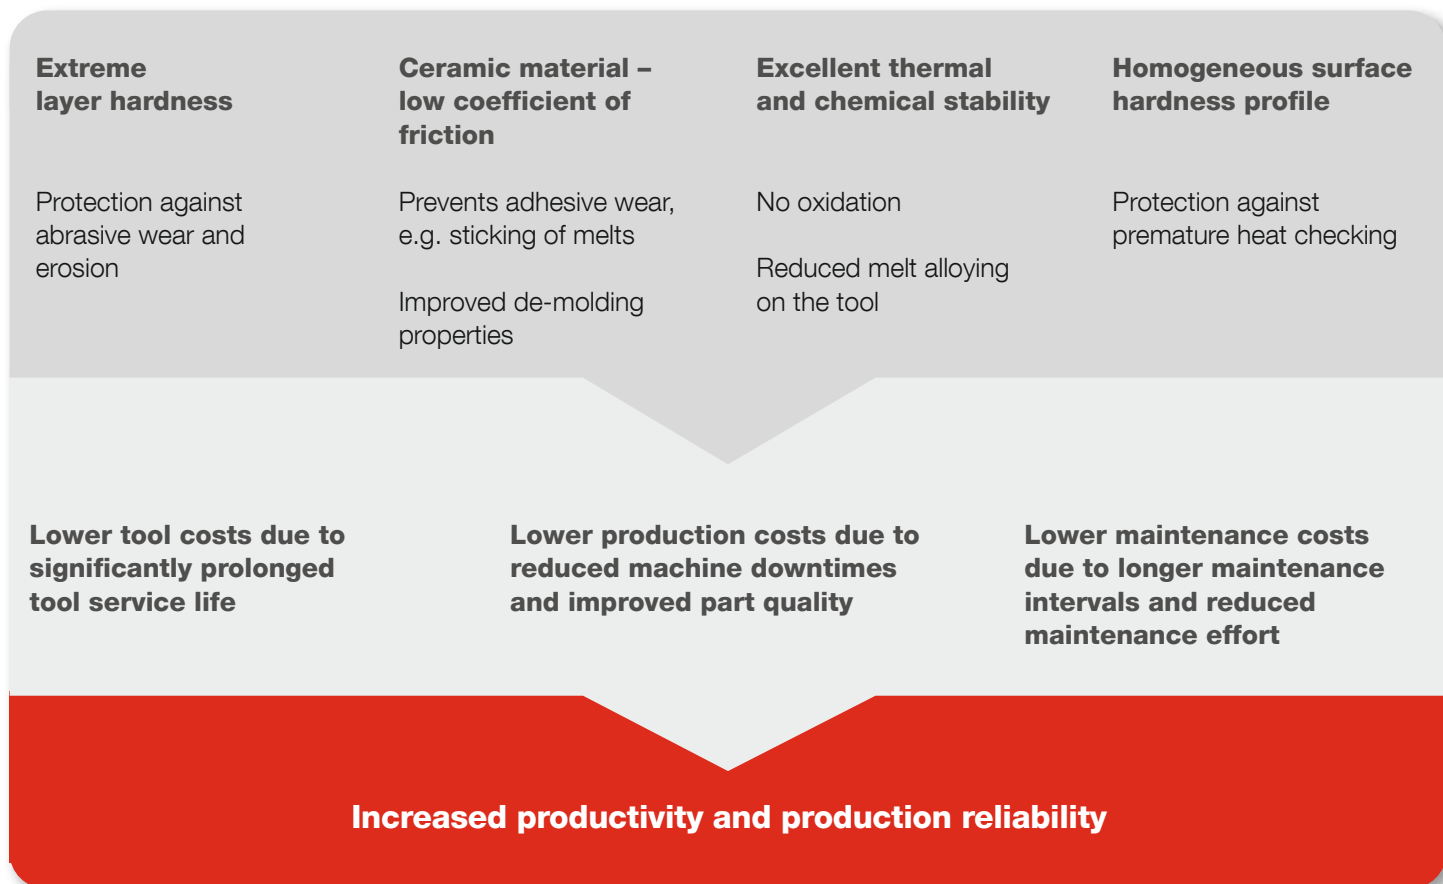 Extreme
layer hardness
Protection against
abrasive wear and
erosion
Ceramic material –
low coefficient of
friction
Prevents adhesive wear,
e.g. sticking of melts
Improved de-molding
properties
Excellent thermal
and chemical stability
No oxidation
Reduced melt alloying
on the tool
Homogeneous surface
hardness profile
Protection against
premature heat checking
Lower tool costs due to
significantly prolonged
tool service life
Lower production costs due to
reduced machine downtimes
and improved part quality
Lower maintenance costs
due to longer maintenance
intervals and reduced
maintenance effort
Increased productivity and production reliability